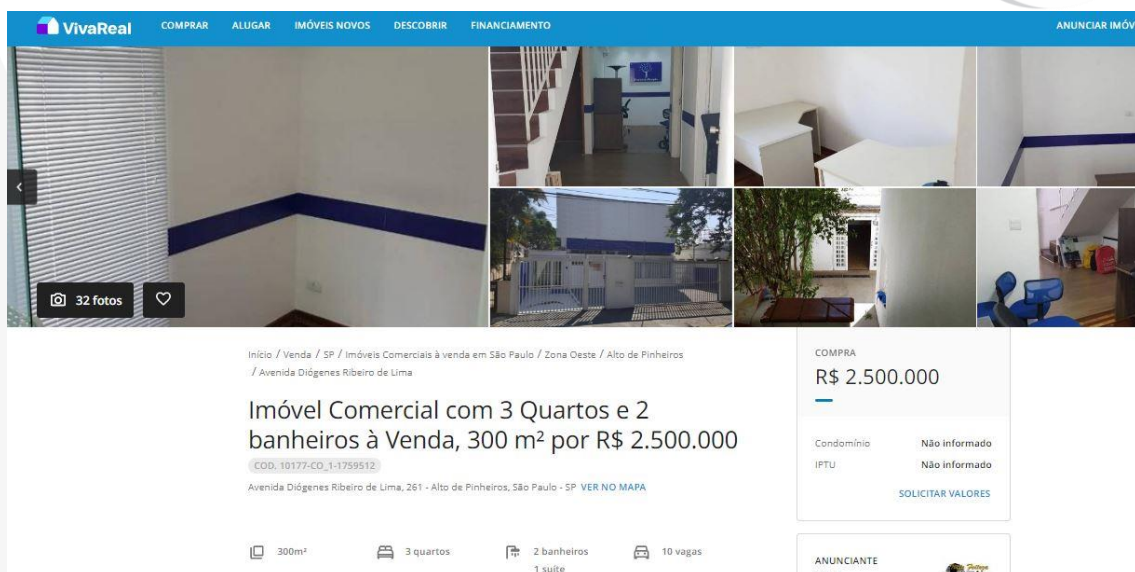 VivaReal COMPRAR ALUGAR IMÓVEIS NOVOS DESCOBRIR FINANCIAMENTO ANUNCIAR IMÓV
32 fotos
Início / Venda / SP / Imóveis Comerciais à venda em São Paulo / Zona Oeste / Alto de Pinheiros
/ Avenida Diógenes Ribeiro de Lima
Imóvel Comercial com 3 Quartos e 2
banheiros à Venda, 300 m² por R$ 2.500.000
COD. 10177-CO_1-1759512
Avenida Diógenes Ribeiro de Lima, 261 - Alto de Pinheiros, São Paulo - SP VER NO MAPA
300m² 3 quartos 2 banheiros 10 vagas
1 suíte
COMPRA
R$ 2.500.000
Condomínio Não informado
IPTU Não informado
SOLICITAR VALORES
ANUNCIANTE